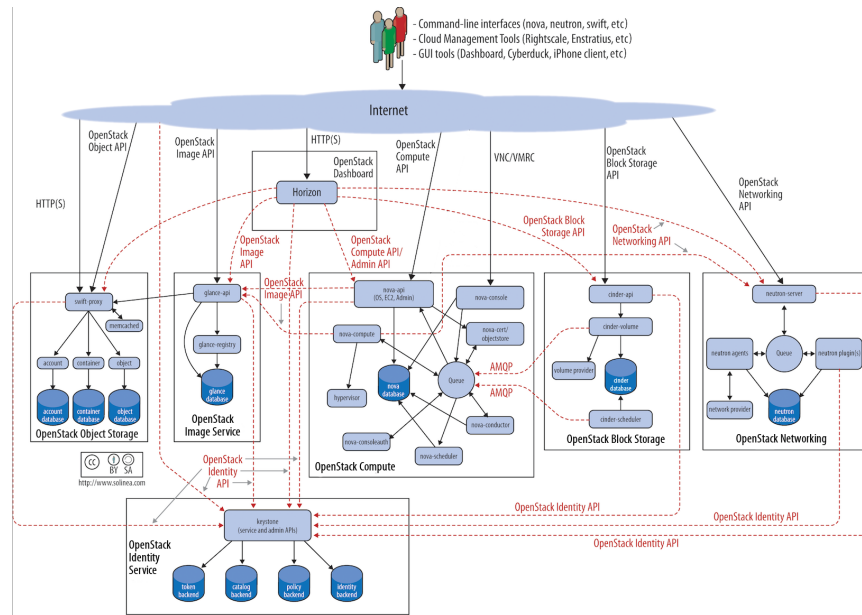 - Command-line interfaces (nova, neutron, swift, etc)
- Cloud Management Tools (Rightscale, Enstratius, etc)
- GUI tools (Dashboard, Cyberduck, iPhone client, etc)
Internet
OpenStack
Object API
OpenStack
Image API
HTTP(S)
OpenStack
Dashboard
OpenStack
Compute
API
VNC/VMRC
OpenStack
Block Storage
API
OpenStack
Networking
API
HTTP(S)
Horizon
OpenStack
Image
API
OpenStack
Compute API/
Admin API
OpenStack Block
Storage API
OpenStack
Networking API
OpenStack
Image API
swift-proxy
memcached
account
container
object
account
database
container
database
object
database
OpenStack Object Storage
glance-api
glance-registry
glance
database
OpenStack
Image Service
nova-api
(OS, EC2, Admin)
nova-console
nova-compute
nova-cert/
objectstore
hypervisor
nova
database
Queue
nova-conductor
nova-consoleauth
nova-scheduler
OpenStack Compute
AMQP
AMQP
cinder-api
cinder-volume
volume provider
cinder
database
cinder-scheduler
OpenStack Block Storage
neutron-server
neutron agents
Queue
neutron plugin(s)
network provider
neutron
database
OpenStack Networking
cc
BY SA
http://www.solinea.com
OpenStack
Identity
API
OpenStack Identity API
OpenStack Identity API
OpenStack Identity API
keystone
(service and admin APIs)
OpenStack
Identity
Service
token
backend
catalog
backend
policy
backend
identity
backend